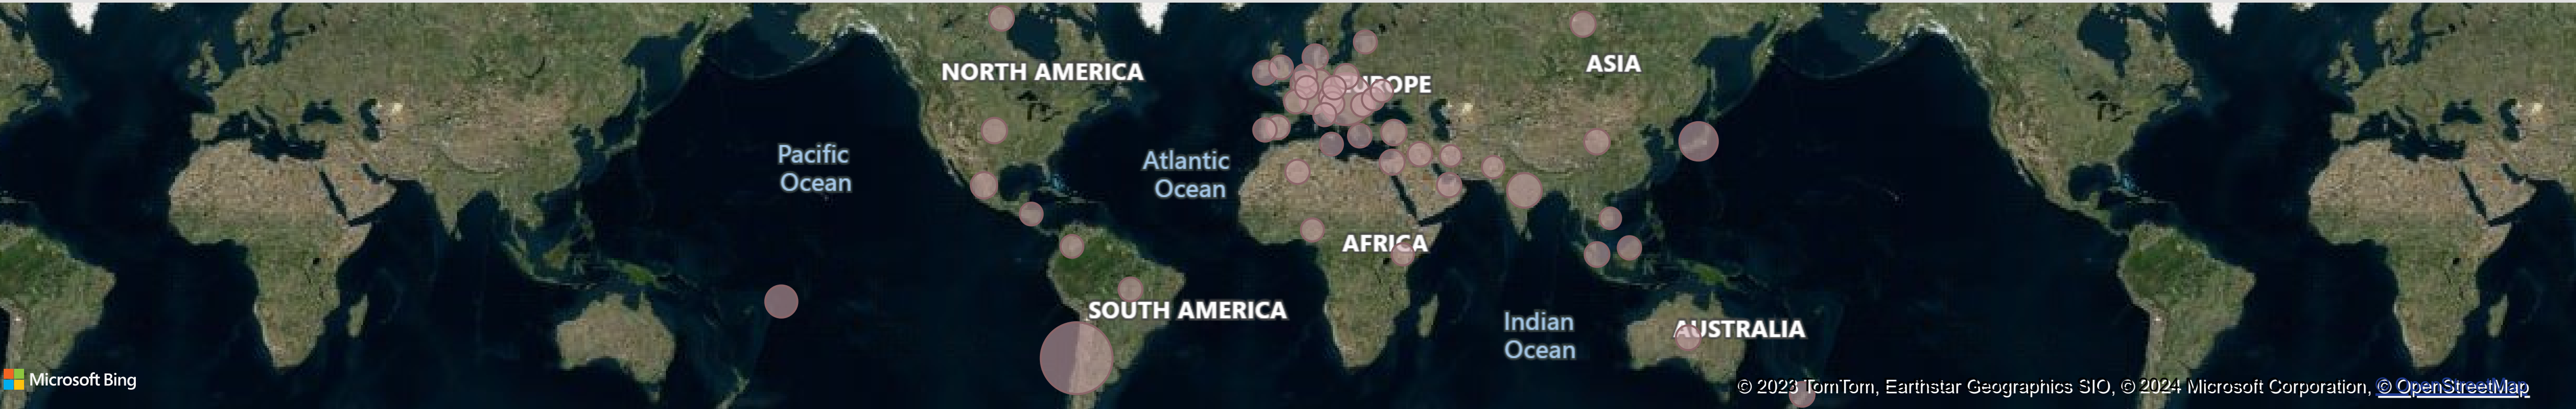 NORTH AMERICA
ASIA
EUROPE
Pacific
Ocean
Atlantic
Ocean
AFRICA
SOUTH AMERICA
Indian
Ocean
AUSTRALIA
Microsoft Bing
© 2023 TomTom, Earthstar Geographics SIO, © 2024 Microsoft Corporation, © OpenStreetMap